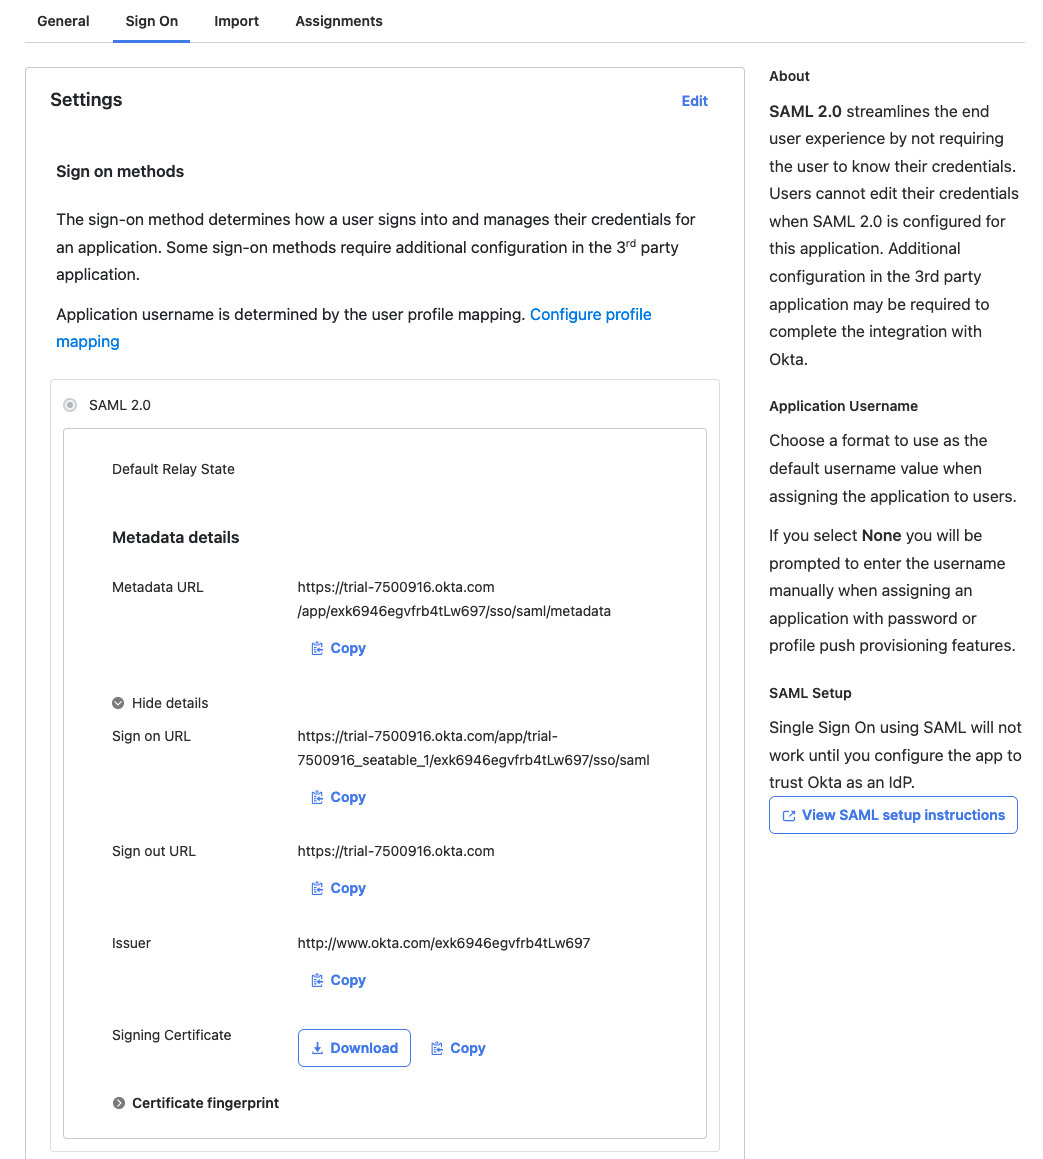 General Sign On Import Assignments
Settings
Edit
Sign on methods
The sign-on method determines how a user signs into and manages their credentials for
an application. Some sign-on methods require additional configuration in the 3rd party
application.
Application username is determined by the user profile mapping. Configure profile
mapping
SAML 2.0
Default Relay State
Metadata details
Metadata URL
https://trial-7500916.okta.com
/app/exk6946egvfrb4tLw697/sso/saml/metadata
Copy
Hide details
Sign on URL
https://trial-7500916.okta.com/app/trial-
7500916_seatable_1/exk6946egvfrb4tLw697/sso/saml
Copy
Sign out URL
https://trial-7500916.okta.com
Copy
Issuer
http://www.okta.com/exk6946egvfrb4tLw697
Copy
Signing Certificate
Download Copy
Certificate fingerprint
About
SAML 2.0 streamlines the end
user experience by not requiring
the user to know their credentials.
Users cannot edit their credentials
when SAML 2.0 is configured for
this application. Additional
configuration in the 3rd party
application may be required to
complete the integration with
Okta.
Application Username
Choose a format to use as the
default username value when
assigning the application to users.
If you select None you will be
prompted to enter the username
manually when assigning an
application with password or
profile push provisioning features.
SAML Setup
Single Sign On using SAML will not
work until you configure the app to
trust Okta as an IdP.
View SAML setup instructions